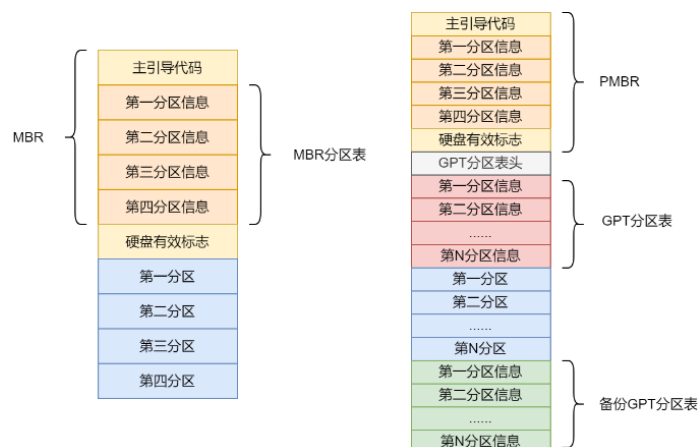 主引导代码
第一分区信息
第二分区信息
第三分区信息
第四分区信息
硬盘有效标志
第一分区
第二分区
第三分区
第四分区
MBR
MBR分区表
主引导代码
第一分区信息
第二分区信息
第三分区信息
第四分区信息
硬盘有效标志
GPT分区表头
第一分区信息
第二分区信息
......
第N分区信息
第一分区
第二分区
......
第N分区
第一分区信息
第二分区信息
......
第N分区信息
PMBR
GPT分区表
备份GPT分区表